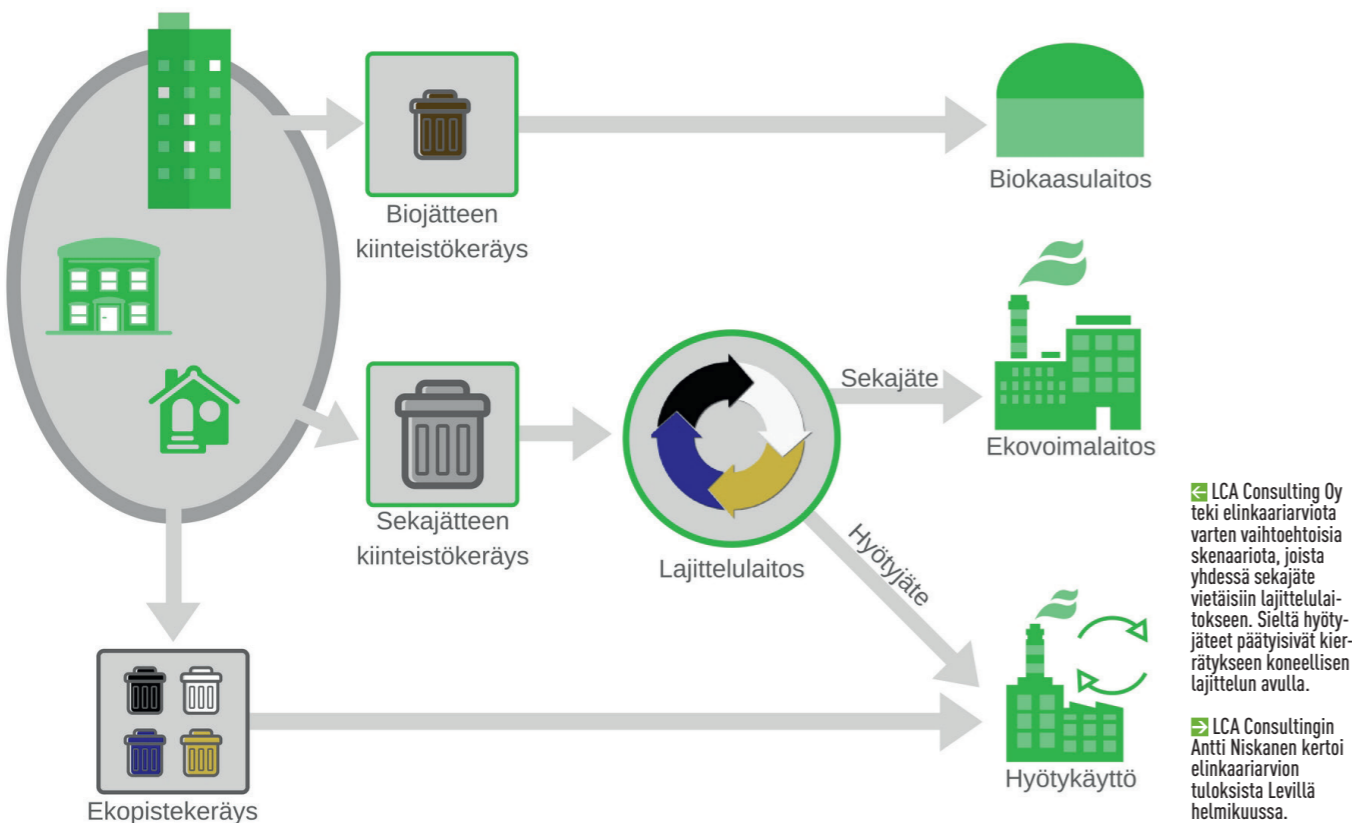 Biojätteen
kiinteistökeräys
Biokaasulaitos
Sekajätteen
kiinteistökeräys
Lajittelulaitos
Sekajäte
Ekovoimalaitos
Hyötyjäte
Ekopistekeräys
Hyötykäyttö
LCA Consulting Oy
teki elinkaariarviota
varten vaihtoehtoisia
skenaariota, joista
yhdessä sekajäte
vietäisiin lajittelulai-
tokseen. Sieltä hyöty-
jäteet päätyisivät kier-
rätykseen koneellisen
lajittelun avulla.
LCA Consultingin
Antti Niskanen kertoi
elinkaariarvion
tuloksista Levillä
helmikuussa.